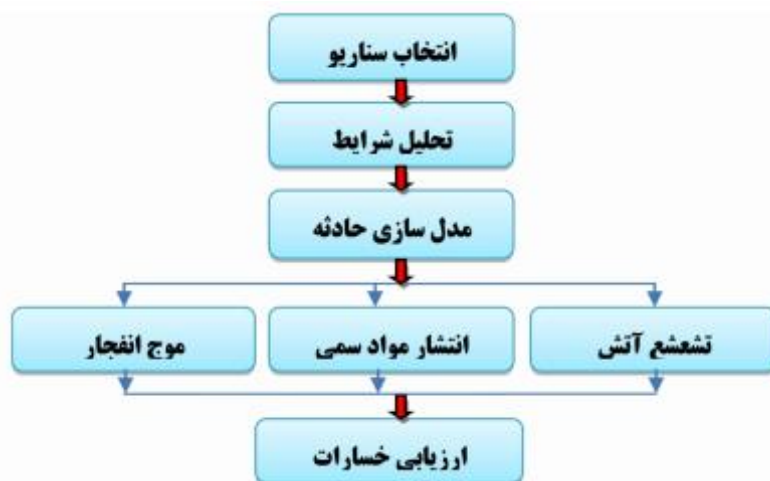 انتخاب سناریو
تحلیل شرایط
مدل سازی حادثه
تشعشع آتش
انتشار مواد سمی
موج انفجار
ارزیابی خسارات